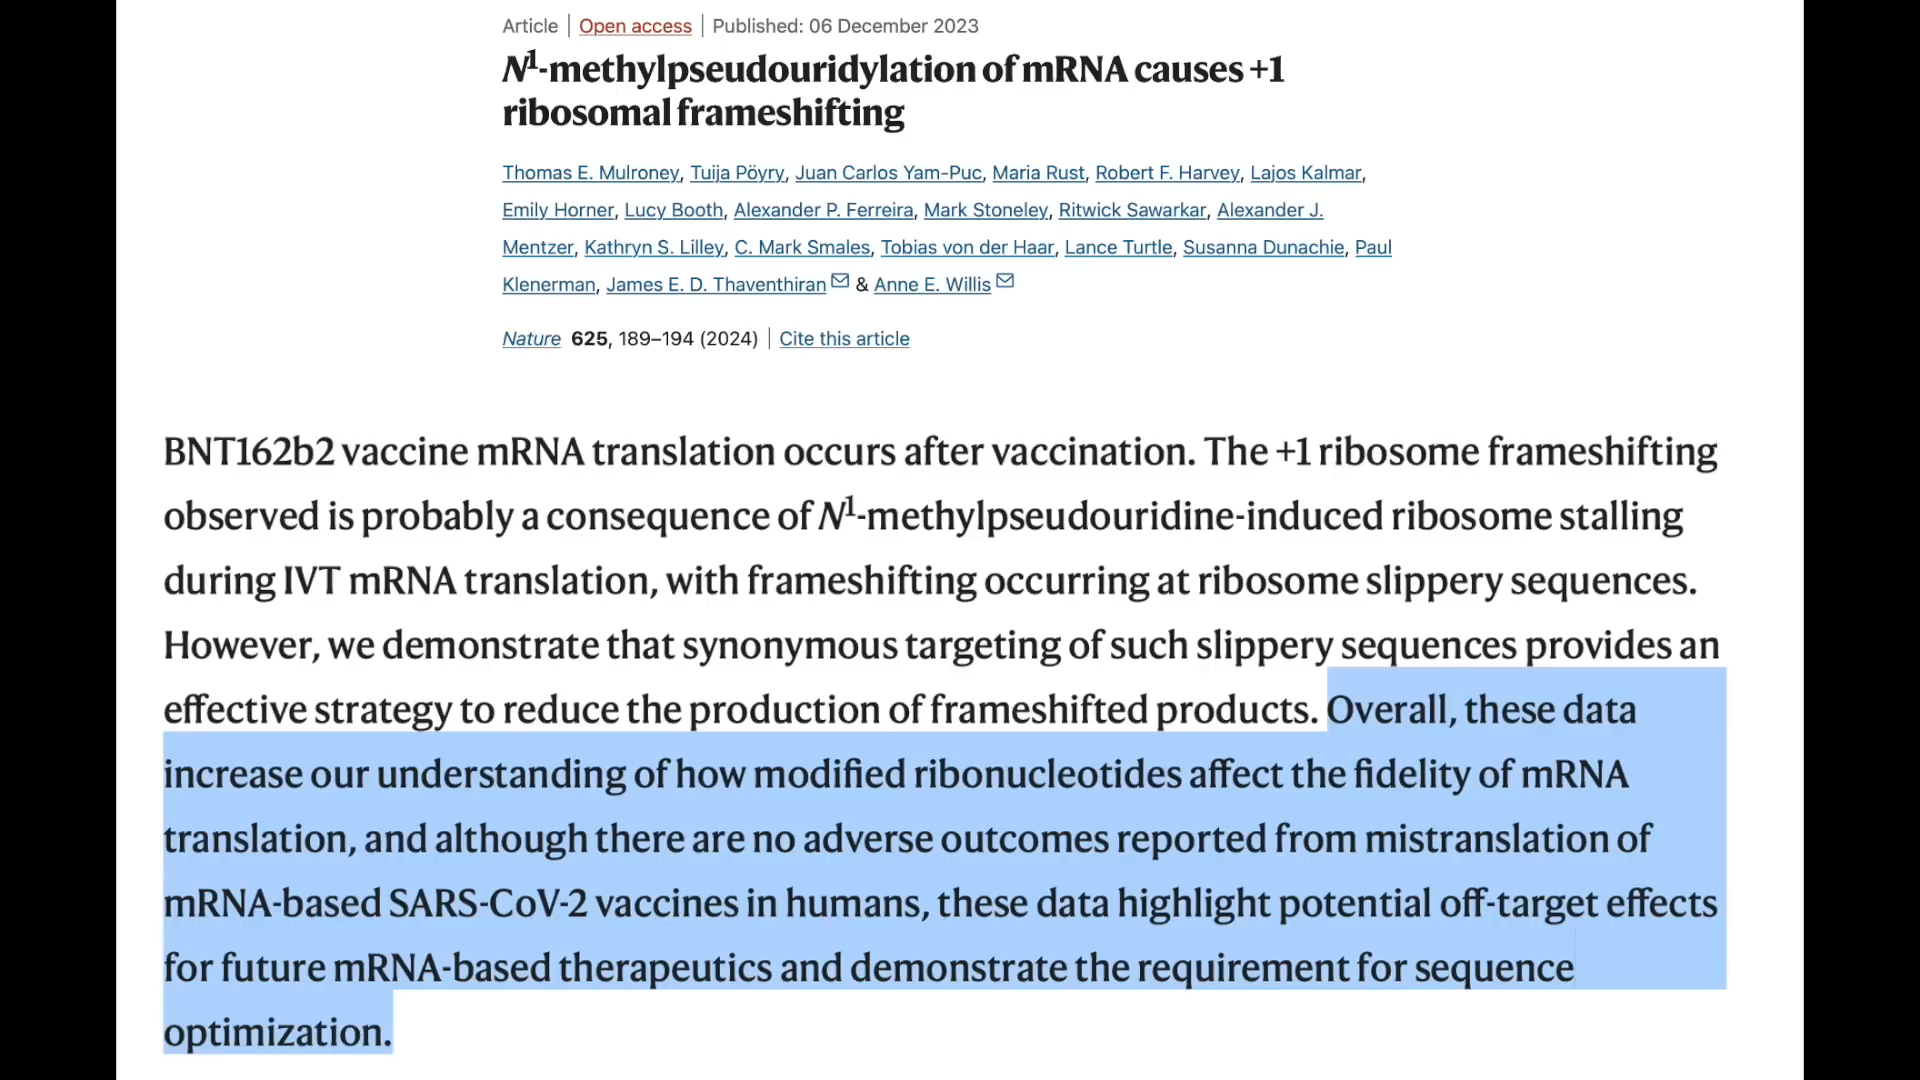 Article | Open access | Published: 06 December 2023
N1-methylpseudouridylation of mRNA causes +1
ribosomal frameshifting
Thomas E. Mulroney, Tuija Pöyry, Juan Carlos Yam-Puc, Maria Rust, Robert F. Harvey, Lajos Kalmar,
Emily Horner, Lucy Booth, Alexander P. Ferreira, Mark Stoneley, Ritwick Sawarkar, Alexander J.
Mentzer, Kathryn S. Lilley, C. Mark Smales, Tobias von der Haar, Lance Turtle, Susanna Dunachie, Paul
Klenerman, James E. D. Thaventhiran & Anne E. Willis
Nature 625, 189–194 (2024) | Cite this article
BNT162b2 vaccine mRNA translation occurs after vaccination. The +1 ribosome frameshifting
observed is probably a consequence of N1-methylpseudouridine-induced ribosome stalling
during IVT mRNA translation, with frameshifting occurring at ribosome slippery sequences.
However, we demonstrate that synonymous targeting of such slippery sequences provides an
effective strategy to reduce the production of frameshifted products. Overall, these data
increase our understanding of how modified ribonucleotides affect the fidelity of mRNA
translation, and although there are no adverse outcomes reported from mistranslation of
mRNA-based SARS-CoV-2 vaccines in humans, these data highlight potential off-target effects
for future mRNA-based therapeutics and demonstrate the requirement for sequence
optimization.